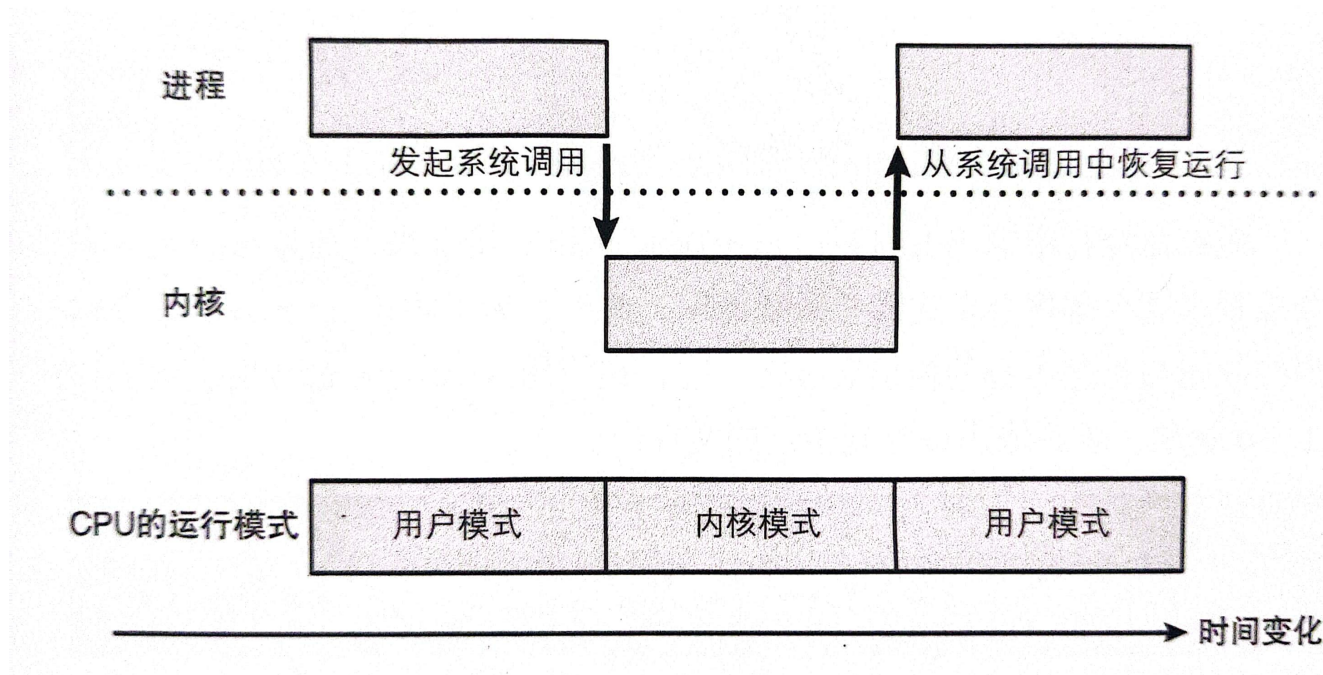 进程
发起系统调用
从系统调用中恢复运行
内核
CPU的运行模式
用户模式
内核模式
用户模式
时间变化